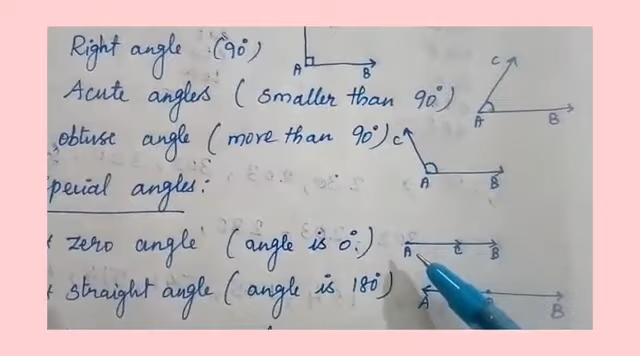 Right angle (90°)
A B
Acute angles (smaller than 90°)
C
A B
obtuse angle (more than 90°)
C
A B
pecial angles:
zero angle (angle is 0°)
A C B
straight angle (angle is 180°)
A B